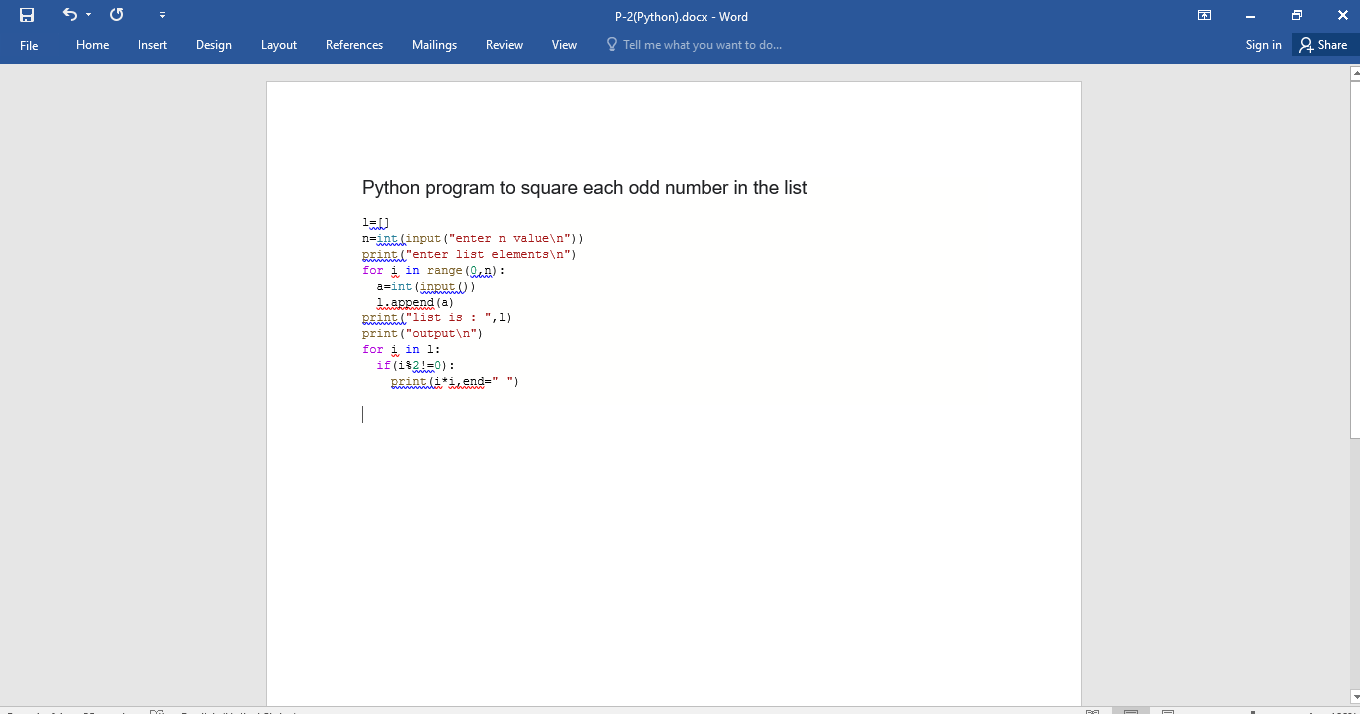 P-2(Python).docx - Word
File Home Insert Design Layout References Mailings Review View Tell me what you want to do... Sign in Share
Python program to square each odd number in the list
l=[]
n=int(input("enter n value\n"))
print("enter list elements\n")
for i in range(0,n):
  a=int(input())
  l.append(a)
print("list is : ",l)
print("output\n")
for i in l:
  if(i%2!=0):
    print(i*i,end=" ")